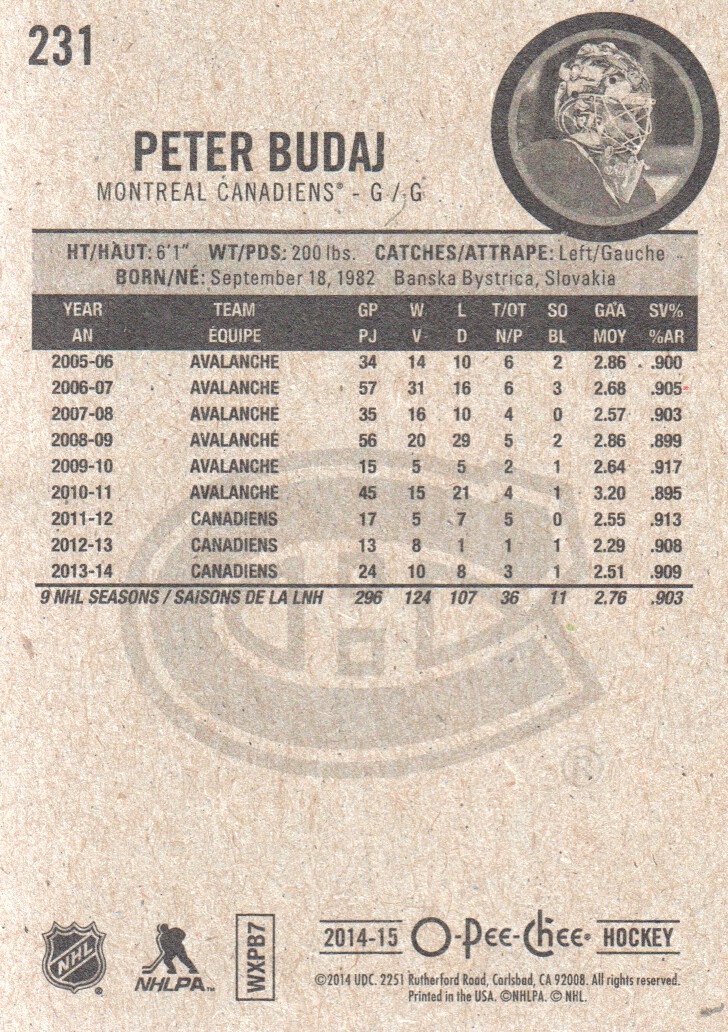 231
PETER BUDAJ
MONTREAL CANADIENS® - G / G
HT/HAUT: 6'1" WT/PDS: 200 lbs. CATCHES/ATTRAPE: Left/Gauche
BORN/NÉ: September 18, 1982 Banska Bystrica, Slovakia
YEAR TEAM GP W L T/OT SO GAA SV%
AN ÉQUIPE PJ V D N/P BL MOY %AR
2005-06 AVALANCHE 34 14 10 6 2 2.86 .900
2006-07 AVALANCHE 57 31 16 6 3 2.68 .905
2007-08 AVALANCHE 35 16 10 4 0 2.57 .903
2008-09 AVALANCHE 56 20 29 5 2 2.86 .899
2009-10 AVALANCHE 15 5 5 2 1 2.64 .917
2010-11 AVALANCHE 45 15 21 4 1 3.20 .895
2011-12 CANADIENS 17 5 7 5 0 2.55 .913
2012-13 CANADIENS 13 8 1 1 1 2.29 .908
2013-14 CANADIENS 24 10 8 3 1 2.51 .909
9 NHL SEASONS / SAISONS DE LA LNH 296 124 107 36 11 2.76 .903
®
NHL ®
NHLPA™
WXPB7
2014-15 O-Pee-Chee® HOCKEY
©2014 UDC. 2251 Rutherford Road, Carlsbad, CA 92008. All rights reserved.
Printed in the USA. ©NHLPA. © NHL.